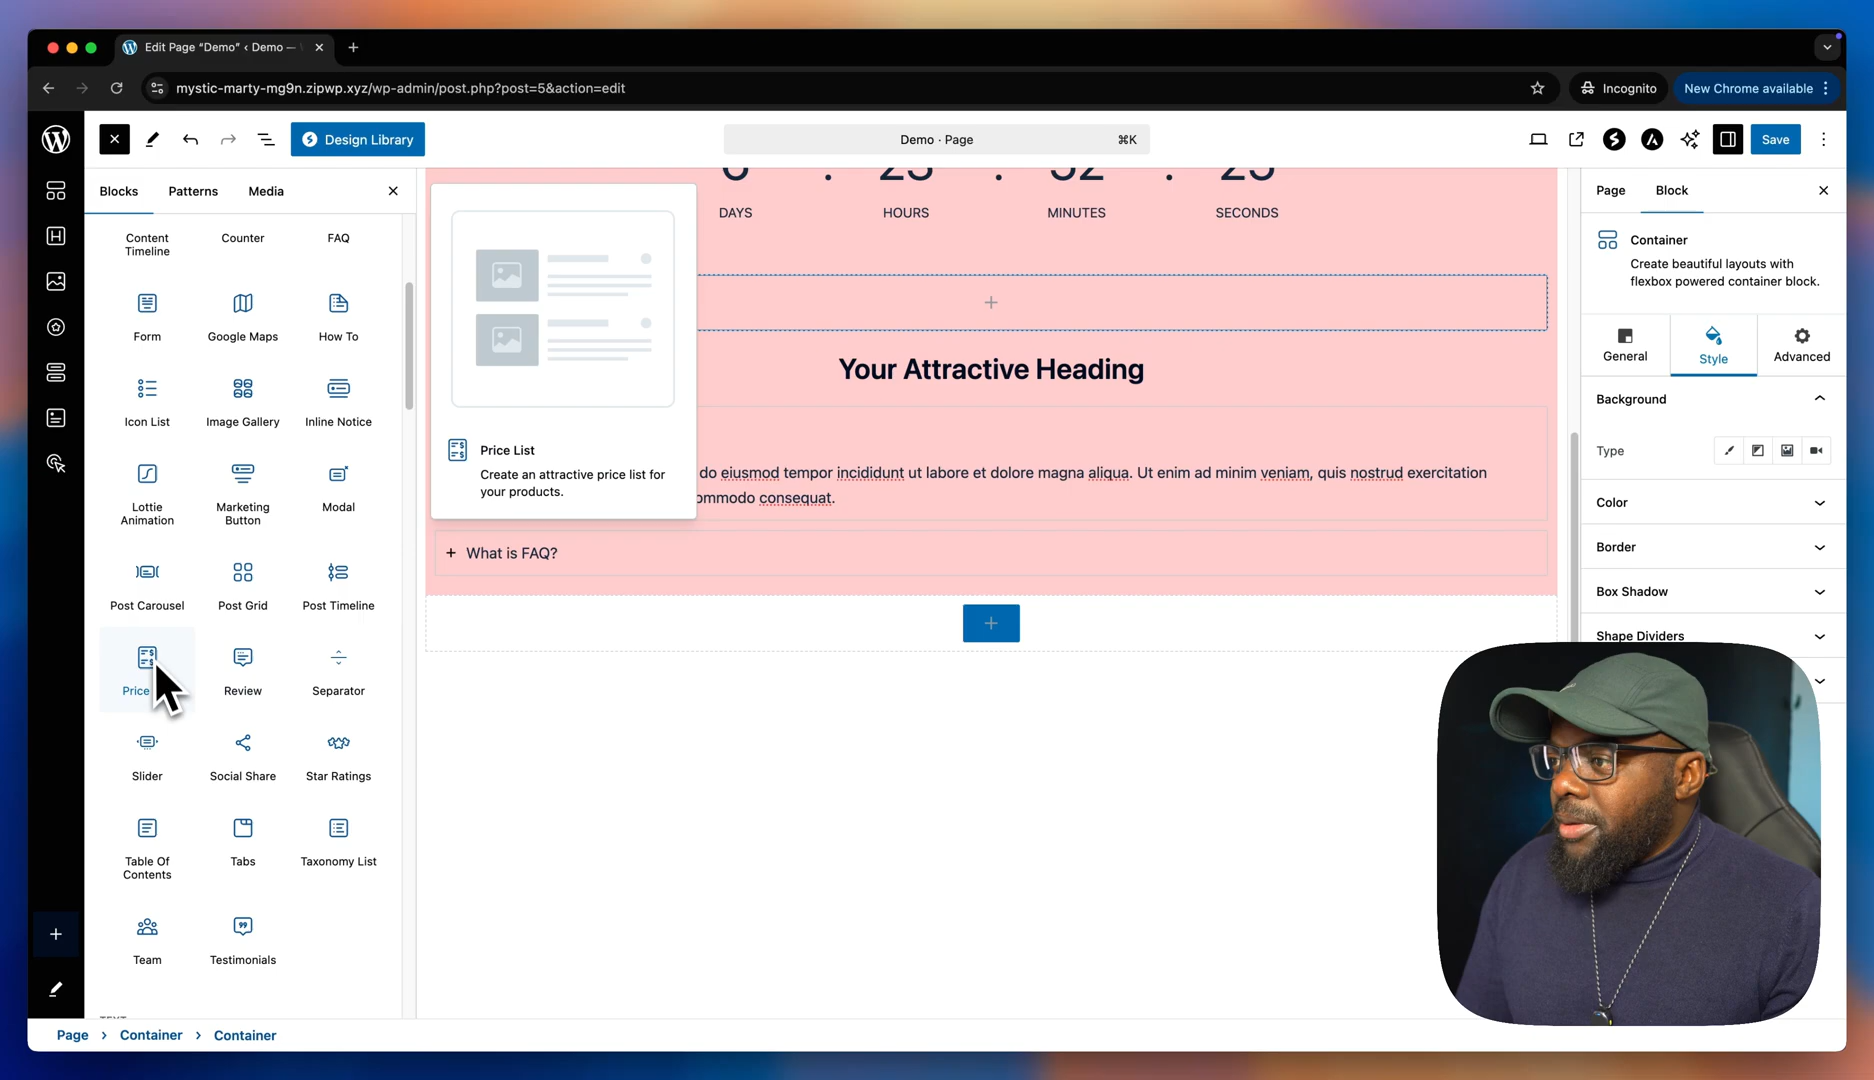 Edit Page “Demo” ‹ Demo —
mystic-marty-mg9n.zipwp.xyz/wp-admin/post.php?post=5&action=edit
Incognito
New Chrome available
Design Library
Demo · Page
⌘K
Save
Blocks Patterns Media
Content Timeline
Counter
FAQ
Form
Google Maps
How To
Icon List
Image Gallery
Inline Notice
Lottie Animation
Marketing Button
Modal
Post Carousel
Post Grid
Post Timeline
Price
Review
Separator
Slider
Social Share
Star Ratings
Table Of Contents
Tabs
Taxonomy List
Team
Testimonials
Price List
Create an attractive price list for
your products.
DAYS
HOURS
MINUTES
SECONDS
Your Attractive Heading
do eiusmod tempor incididunt ut labore et dolore magna aliqua. Ut enim ad minim veniam, quis nostrud exercitation
ommodo consequat.
+ What is FAQ?
Page Block
Container
Create beautiful layouts with
flexbox powered container block.
General
Style
Advanced
Background
Type
Color
Border
Box Shadow
Shape Dividers
Page › Container › Container